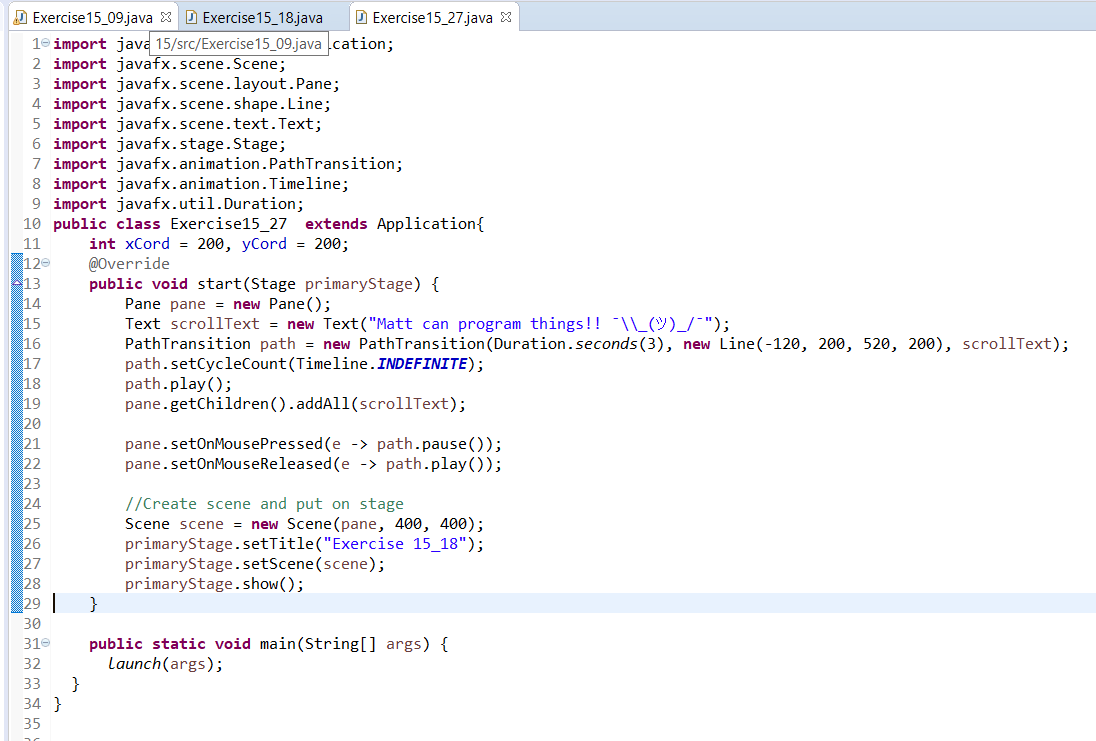 Exercise15_09.java Exercise15_18.java Exercise15_27.java
15/src/Exercise15_09.java
1 import java cation;
2 import javafx.scene.Scene;
3 import javafx.scene.layout.Pane;
4 import javafx.scene.shape.Line;
5 import javafx.scene.text.Text;
6 import javafx.stage.Stage;
7 import javafx.animation.PathTransition;
8 import javafx.animation.Timeline;
9 import javafx.util.Duration;
10 public class Exercise15_27  extends Application{
11     int xCord = 200, yCord = 200;
12     @Override
13     public void start(Stage primaryStage) {
14         Pane pane = new Pane();
15         Text scrollText = new Text("Matt can program things!! ¯\\_(ツ)_/¯");
16         PathTransition path = new PathTransition(Duration.seconds(3), new Line(-120, 200, 520, 200), scrollText);
17         path.setCycleCount(Timeline.INDEFINITE);
18         path.play();
19         pane.getChildren().addAll(scrollText);
20
21         pane.setOnMousePressed(e -> path.pause());
22         pane.setOnMouseReleased(e -> path.play());
23
24         //Create scene and put on stage
25         Scene scene = new Scene(pane, 400, 400);
26         primaryStage.setTitle("Exercise 15_18");
27         primaryStage.setScene(scene);
28         primaryStage.show();
29     }
30
31     public static void main(String[] args) {
32       launch(args);
33   }
34 }
35